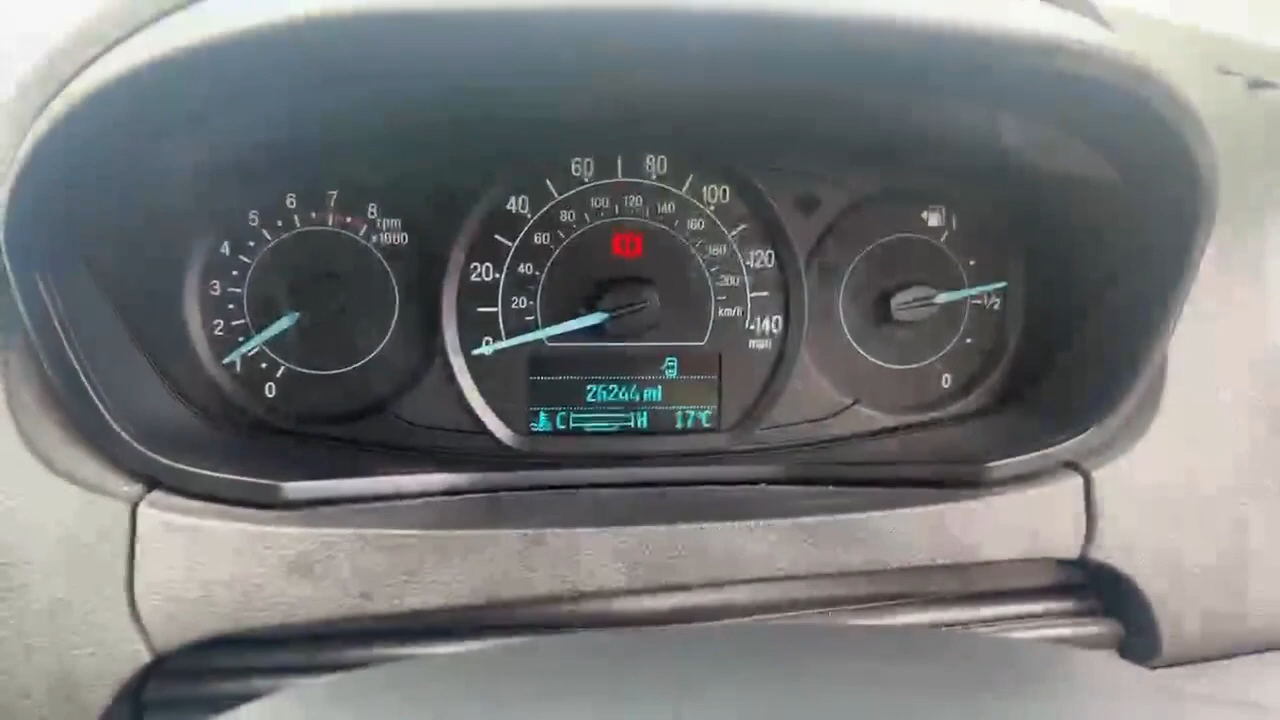 0 1 2 3 4 5 6 7 8
rpm
x1000
0 20 40 60 80 100 120 140
mph
20 40 60 80 100 120 140 160 180 200
km/h
26244 mi
C H 17°C
1
1/2
0